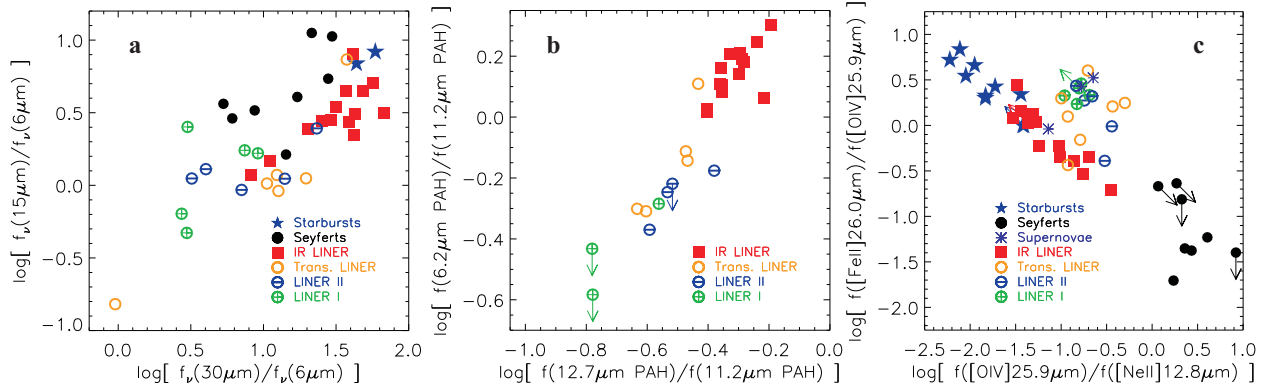 a
log[ fν(15μm)/fν(6μm) ]
1.0
0.5
0.0
−0.5
−1.0
Starbursts
Seyferts
IR LINER
Trans. LINER
LINER II
LINER I
0.0 0.5 1.0 1.5 2.0
log[ fν(30μm)/fν(6μm) ]
b
log[ f(6.2μm PAH)/f(11.2μm PAH) ]
0.2
0.0
−0.2
−0.4
−0.6
IR LINER
Trans. LINER
LINER II
LINER I
−1.0 −0.8 −0.6 −0.4 −0.2 0.0
log[ f(12.7μm PAH)/f(11.2μm PAH) ]
c
log[ f([FeII]26.0μm)/f([OIV]25.9μm) ]
1.0
0.5
0.0
−0.5
−1.0
−1.5
−2.0
Starbursts
Seyferts
Supernovae
IR LINER
Trans. LINER
LINER II
LINER I
−2.5 −2.0 −1.5 −1.0 −0.5 0.0 0.5 1.0
log[ f([OIV]25.9μm)/f([NeII]12.8μm) ]